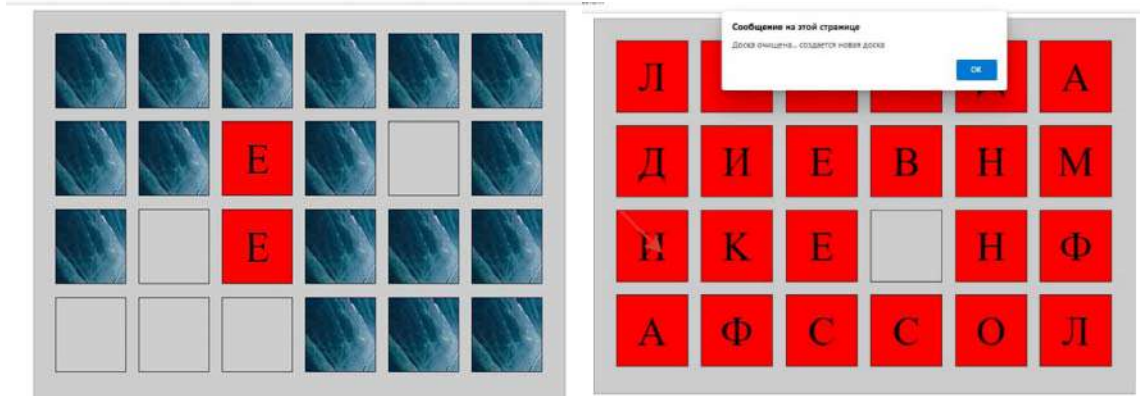 Е
Е
Сообщение на этой странице
Доска очищена... создается новая доска
ОК
Л А
Д И Е В Н М
Н К Е Н Ф
А Ф С С О Л